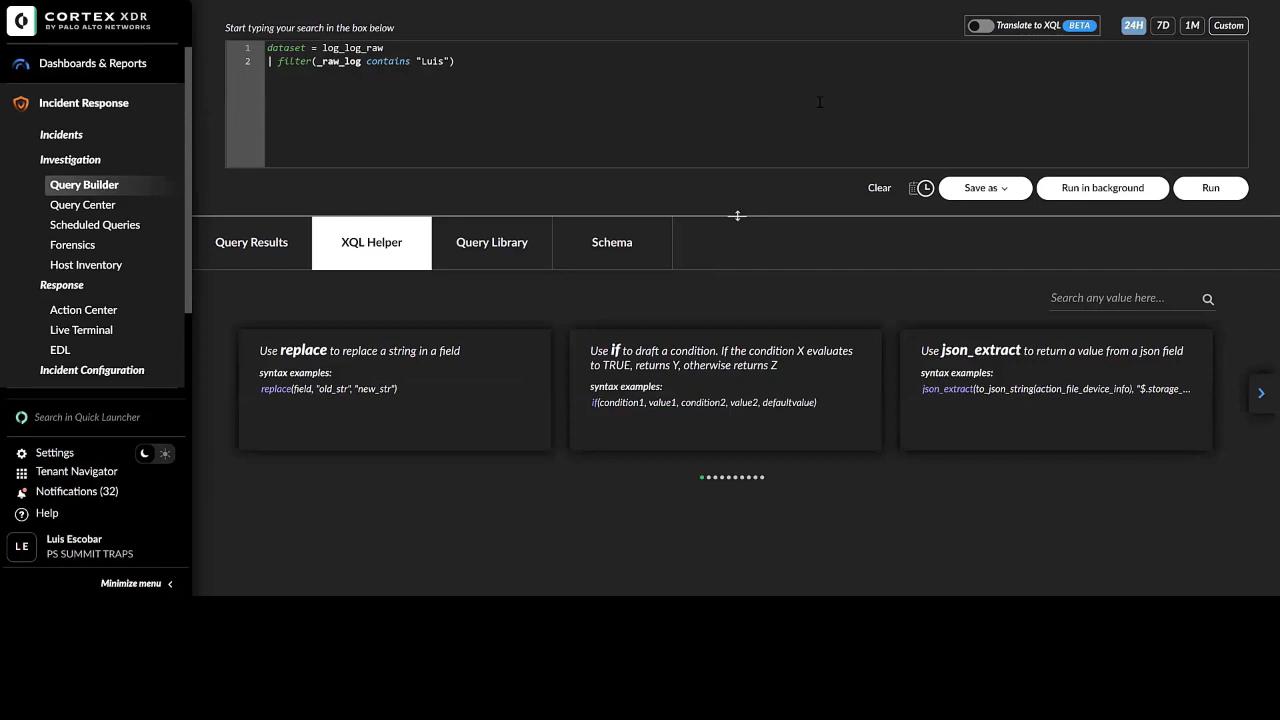 CORTEX XDR
BY PALO ALTO NETWORKS
Dashboards & Reports
Incident Response
Incidents
Investigation
Query Builder
Query Center
Scheduled Queries
Forensics
Host Inventory
Response
Action Center
Live Terminal
EDL
Incident Configuration
Search in Quick Launcher
Settings
Tenant Navigator
Notifications (32)
Help
LE
Luis Escobar
PS SUMMIT TRAPS
Minimize menu
Start typing your search in the box below
Translate to XQL BETA
24H 7D 1M Custom
1 dataset = log_log_raw
2 | filter(_raw_log contains "Luis")
Clear
Save as
Run in background
Run
Query Results
XQL Helper
Query Library
Schema
Search any value here...
Use replace to replace a string in a field
syntax examples:
replace(field, "old_str", "new_str")
Use if to draft a condition. If the condition X evaluates
to TRUE, returns Y, otherwise returns Z
syntax examples:
if(condition1, value1, condition2, value2, defaultvalue)
Use json_extract to return a value from a json field
syntax examples:
json_extract(to_json_string(action_file_device_info), "$.storage_...